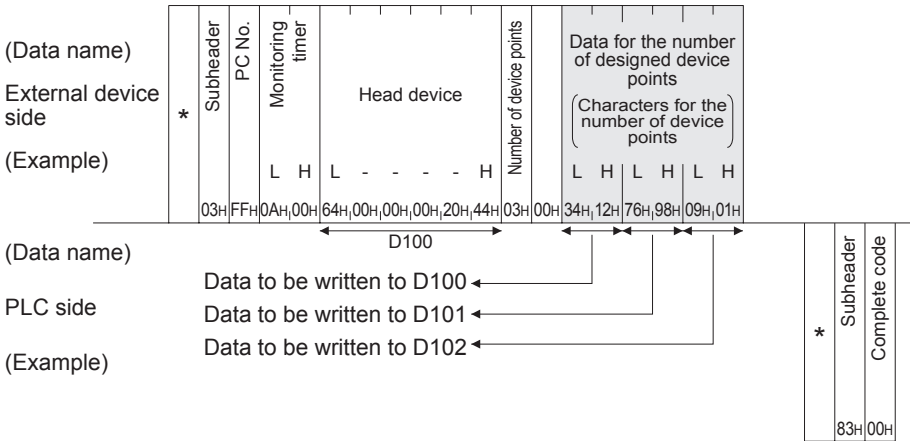 (Data name)
External device
side
(Example)
*
Subheader
PC No.
Monitoring
timer
Head device
Number of device points
Data for the number
of designed device
points
(Characters for the
number of device
points)
L H L - - - - H L H L H L H
03H FFH 0AH 00H 64H 00H 00H 00H 20H 44H 03H 00H 34H 12H 76H 98H 09H 01H
D100
(Data name)
PLC side
(Example)
Data to be written to D100
Data to be written to D101
Data to be written to D102
*
Subheader
Complete code
83H 00H